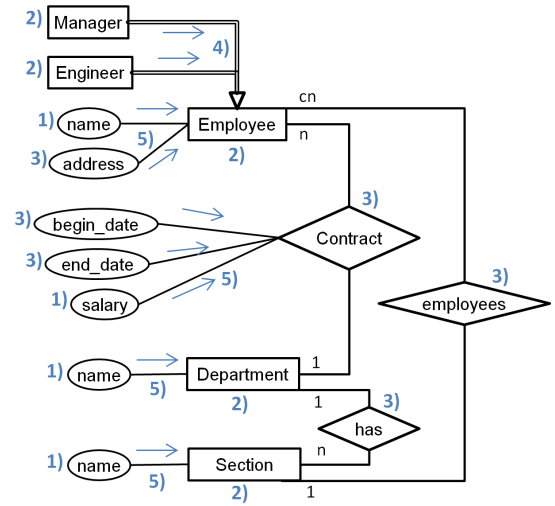 2) Manager
4)
2) Engineer
cn
1) name
5)
Employee
n
3) address
2)
3)
3) begin_date
Contract
3) end_date
5)
3)
1) salary
employees
1) name
5)
Department
1
2)
1
3)
has
1) name
5)
Section
n
2)
1